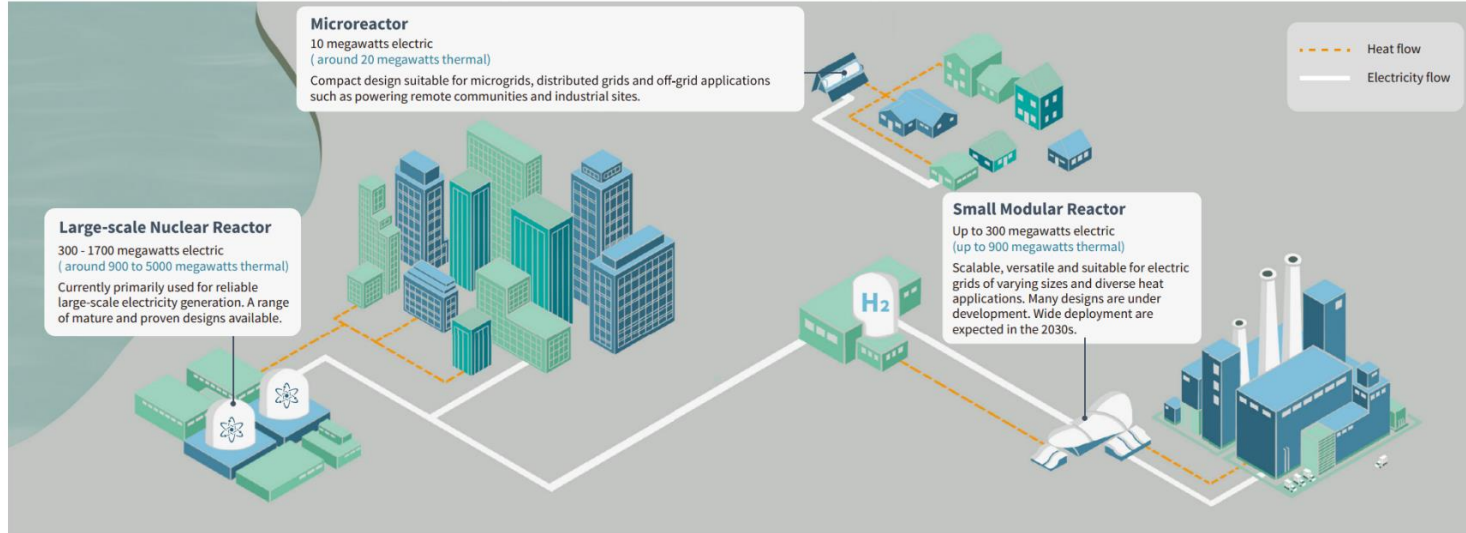 Microreactor
10 megawatts electric
( around 20 megawatts thermal)
Compact design suitable for microgrids, distributed grids and off-grid applications
such as powering remote communities and industrial sites.
Heat flow
Electricity flow
Large-scale Nuclear Reactor
300 - 1700 megawatts electric
( around 900 to 5000 megawatts thermal)
Currently primarily used for reliable
large-scale electricity generation. A range
of mature and proven designs available.
Small Modular Reactor
Up to 300 megawatts electric
(up to 900 megawatts thermal)
Scalable, versatile and suitable for electric
grids of varying sizes and diverse heat
applications. Many designs are under
development. Wide deployment are
expected in the 2030s.
H2